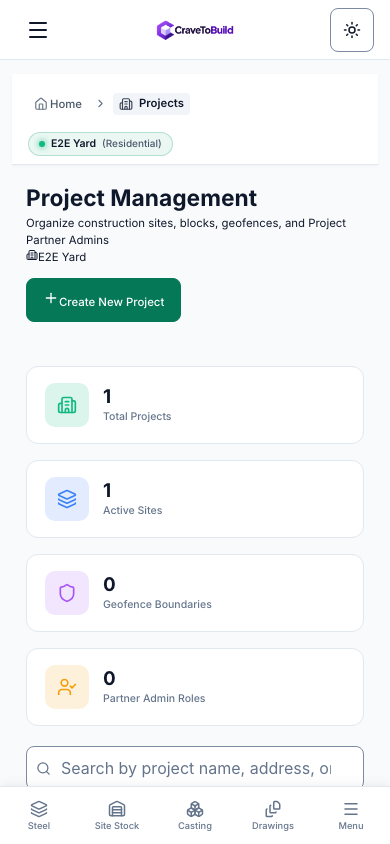 CraveToBuild
Home
Projects
E2E Yard (Residential)
Project Management
Organize construction sites, blocks, geofences, and Project
Partner Admins
E2E Yard
Create New Project
1
Total Projects
1
Active Sites
0
Geofence Boundaries
0
Partner Admin Roles
Search by project name, address, or
Steel
Site Stock
Casting
Drawings
Menu